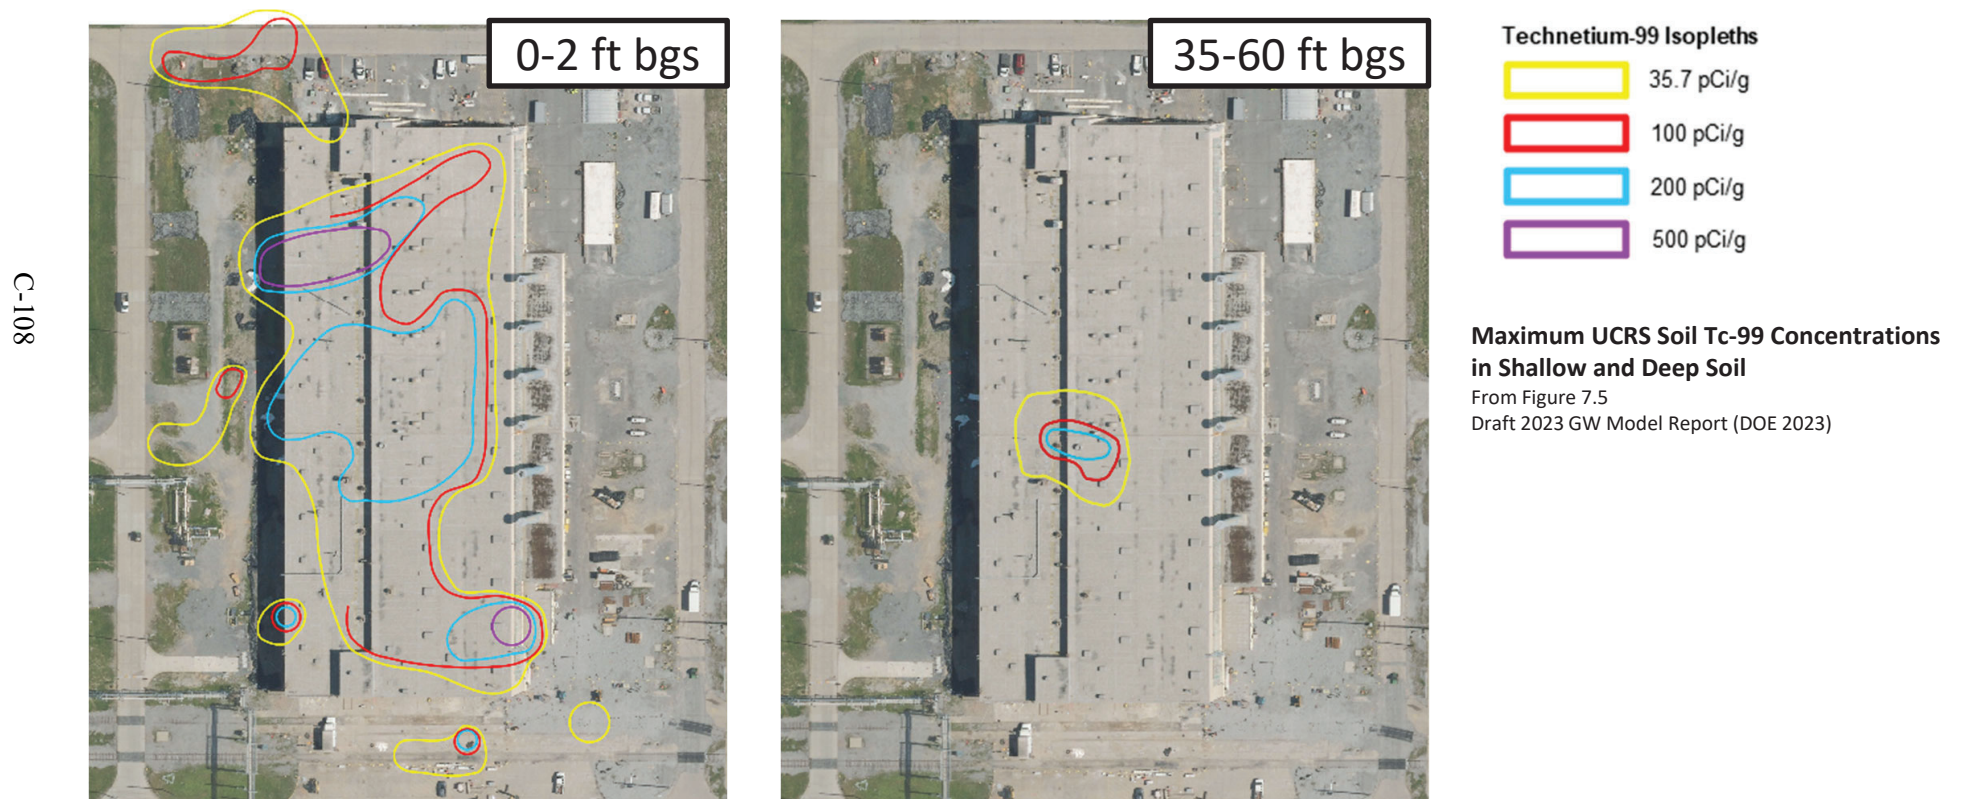 0-2 ft bgs
35-60 ft bgs
Technetium-99 Isopleths
35.7 pCi/g
100 pCi/g
200 pCi/g
500 pCi/g
Maximum UCRS Soil Tc-99 Concentrations
in Shallow and Deep Soil
From Figure 7.5
Draft 2023 GW Model Report (DOE 2023)
C-108